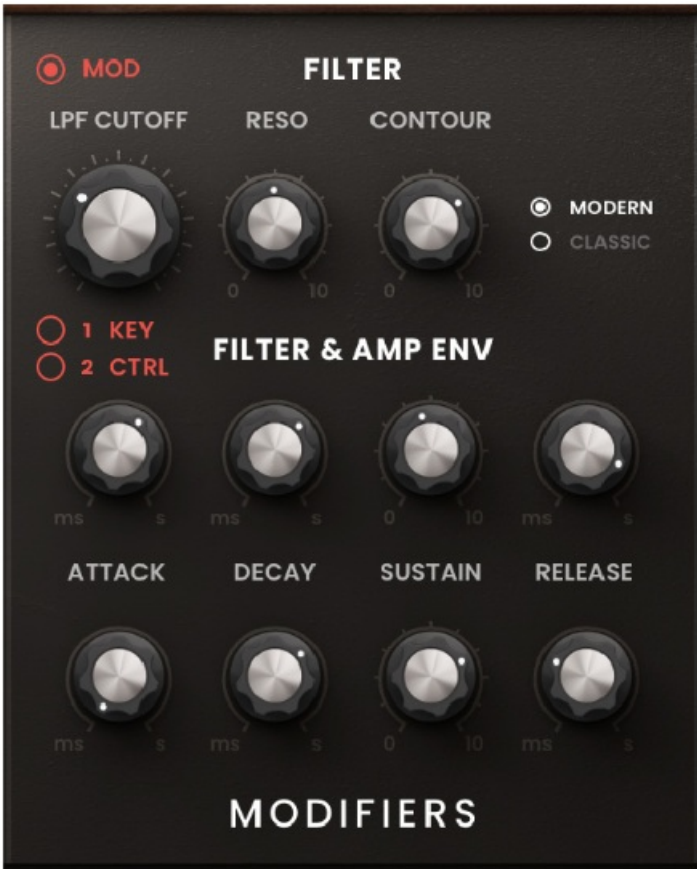 MOD FILTER
LPF CUTOFF RESO CONTOUR
MODERN
CLASSIC
0 10 0 10
1 KEY
2 CTRL
FILTER & AMP ENV
ms s ms s 0 10 ms s
ATTACK DECAY SUSTAIN RELEASE
ms s ms s 0 10 ms s
MODIFIERS